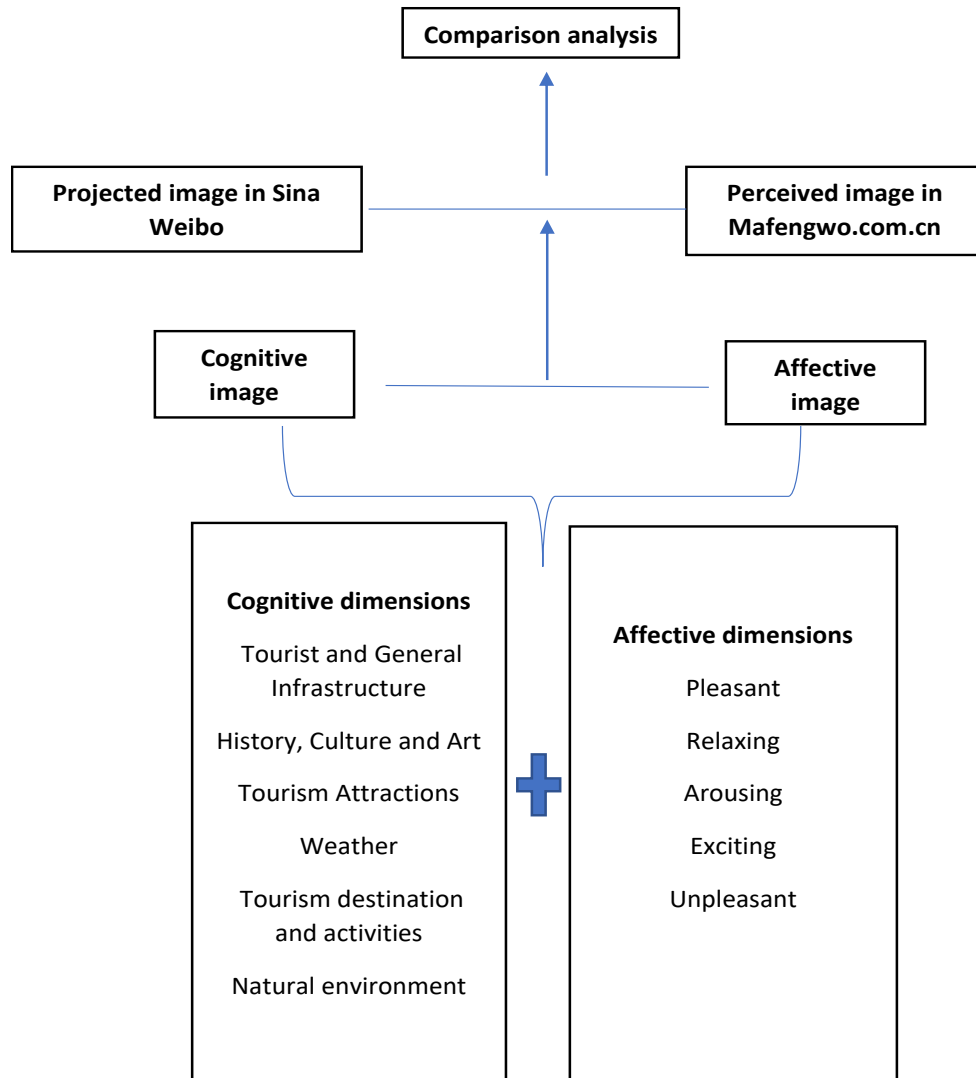 Comparison analysis
Projected image in Sina
Weibo
Perceived image in
Mafengwo.com.cn
Cognitive
image
Affective
image
Cognitive dimensions
Tourist and General
Infrastructure
History, Culture and Art
Tourism Attractions
Weather
Tourism destination
and activities
Natural environment
Affective dimensions
Pleasant
Relaxing
Arousing
Exciting
Unpleasant